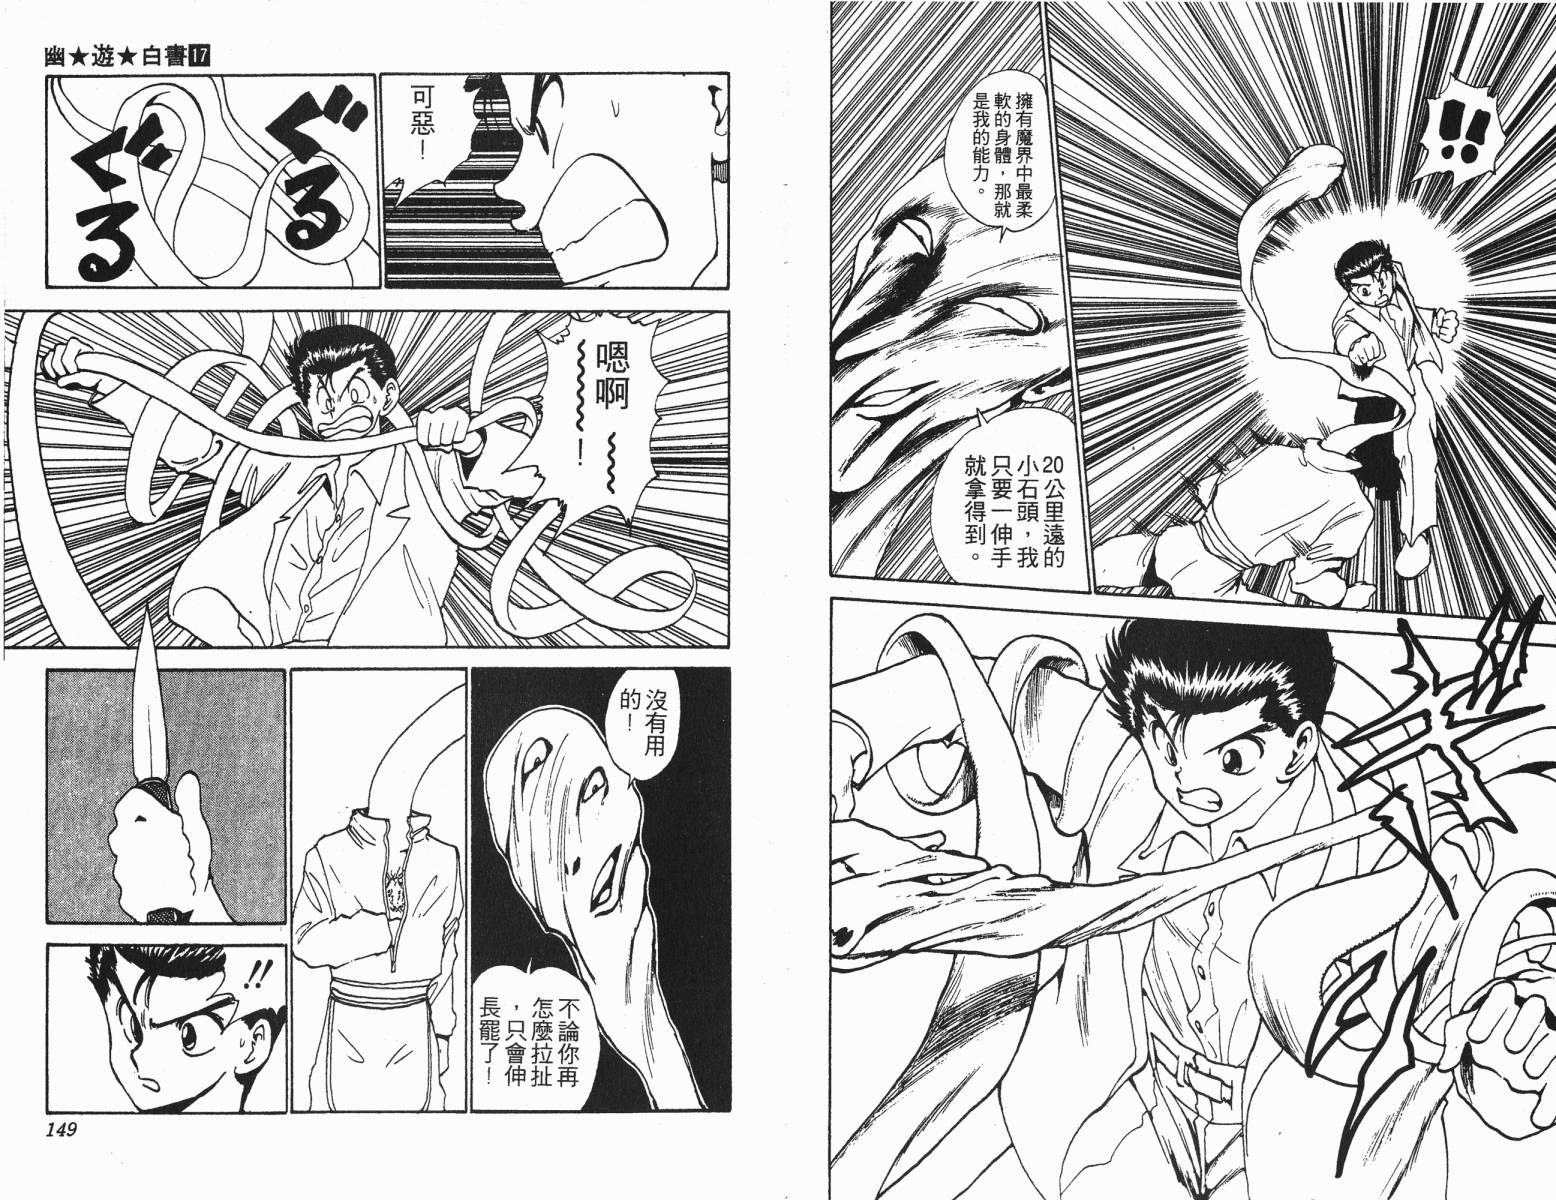 !!
擁有魔界中最柔
軟的身體，那就
是我的能力。
20公里遠的
小石頭，我
只要一伸手
就拿得到。
幽★遊★白書17
可惡！
ぐる
ぐる
嗯啊～～
～～！
沒有用
的！
不論你再
怎麼拉扯
，只會伸
長罷了！
!!
149